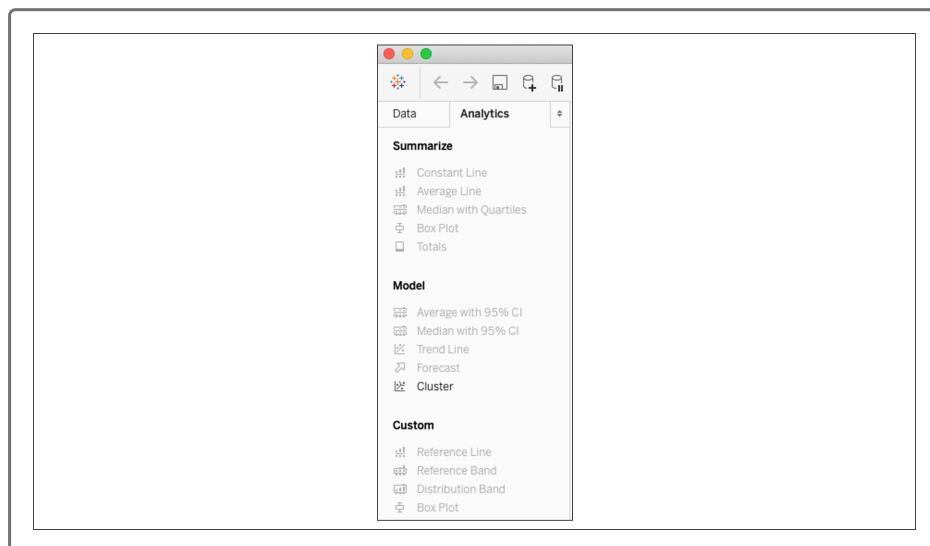 Data Analytics
Summarize
Constant Line
Average Line
Median with Quartiles
Box Plot
Totals
Model
Average with 95% CI
Median with 95% CI
Trend Line
Forecast
Cluster
Custom
Reference Line
Reference Band
Distribution Band
Box Plot